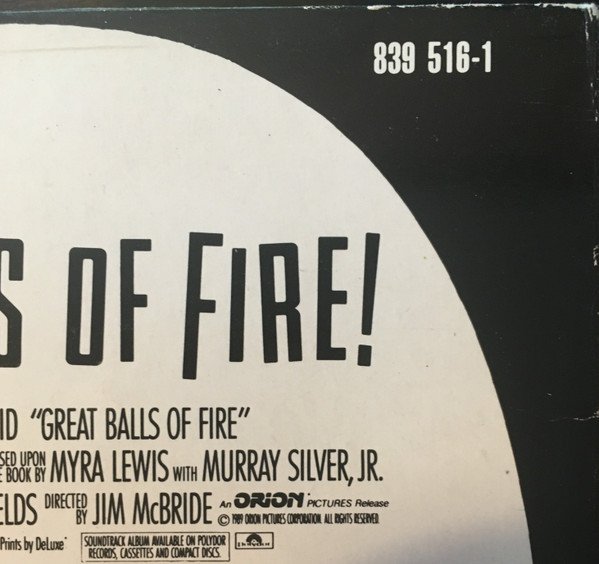 839 516-1
S OF FIRE!
ID "GREAT BALLS OF FIRE"
SED UPON
E BOOK BY MYRA LEWIS WITH MURRAY SILVER, JR.
ELDS DIRECTED BY JIM McBRIDE An ORION PICTURES Release
© 1989 ORION PICTURES CORPORATION. ALL RIGHTS RESERVED.
Prints by DeLuxe®
SOUNDTRACK ALBUM AVAILABLE ON POLYDOR
RECORDS, CASSETTES AND COMPACT DISCS.
Polydor